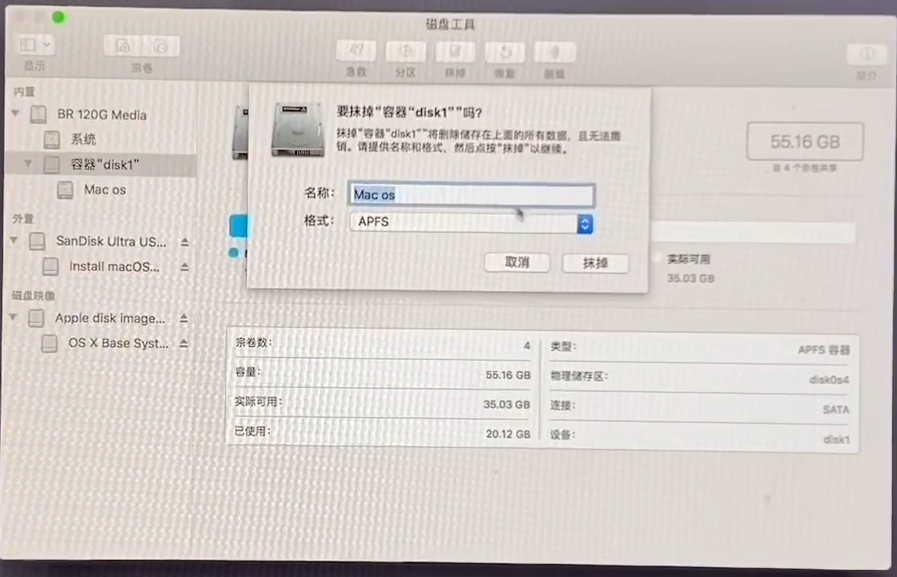 磁盘工具
显示
宗卷
急救
分区
抹掉
恢复
装载
简介
内置
BR 120G Media
系统
容器“disk1”
Mac os
外置
SanDisk Ultra US...
Install macOS...
磁盘映像
Apple disk image...
OS X Base Syst...
要抹掉“容器“disk1””吗?
抹掉“容器“disk1””将删除储存在上面的所有数据，且无法撤
销。请提供名称和格式，然后点按“抹掉”以继续。
名称:
Mac os
格式:
APFS
取消
抹掉
55.16 GB
由 4 个宗卷共享
实际可用
35.03 GB
宗卷数:
4
容量:
55.16 GB
实际可用:
35.03 GB
已使用:
20.12 GB
类型:
APFS 容器
物理储存区:
disk0s4
连接:
SATA
设备:
disk1